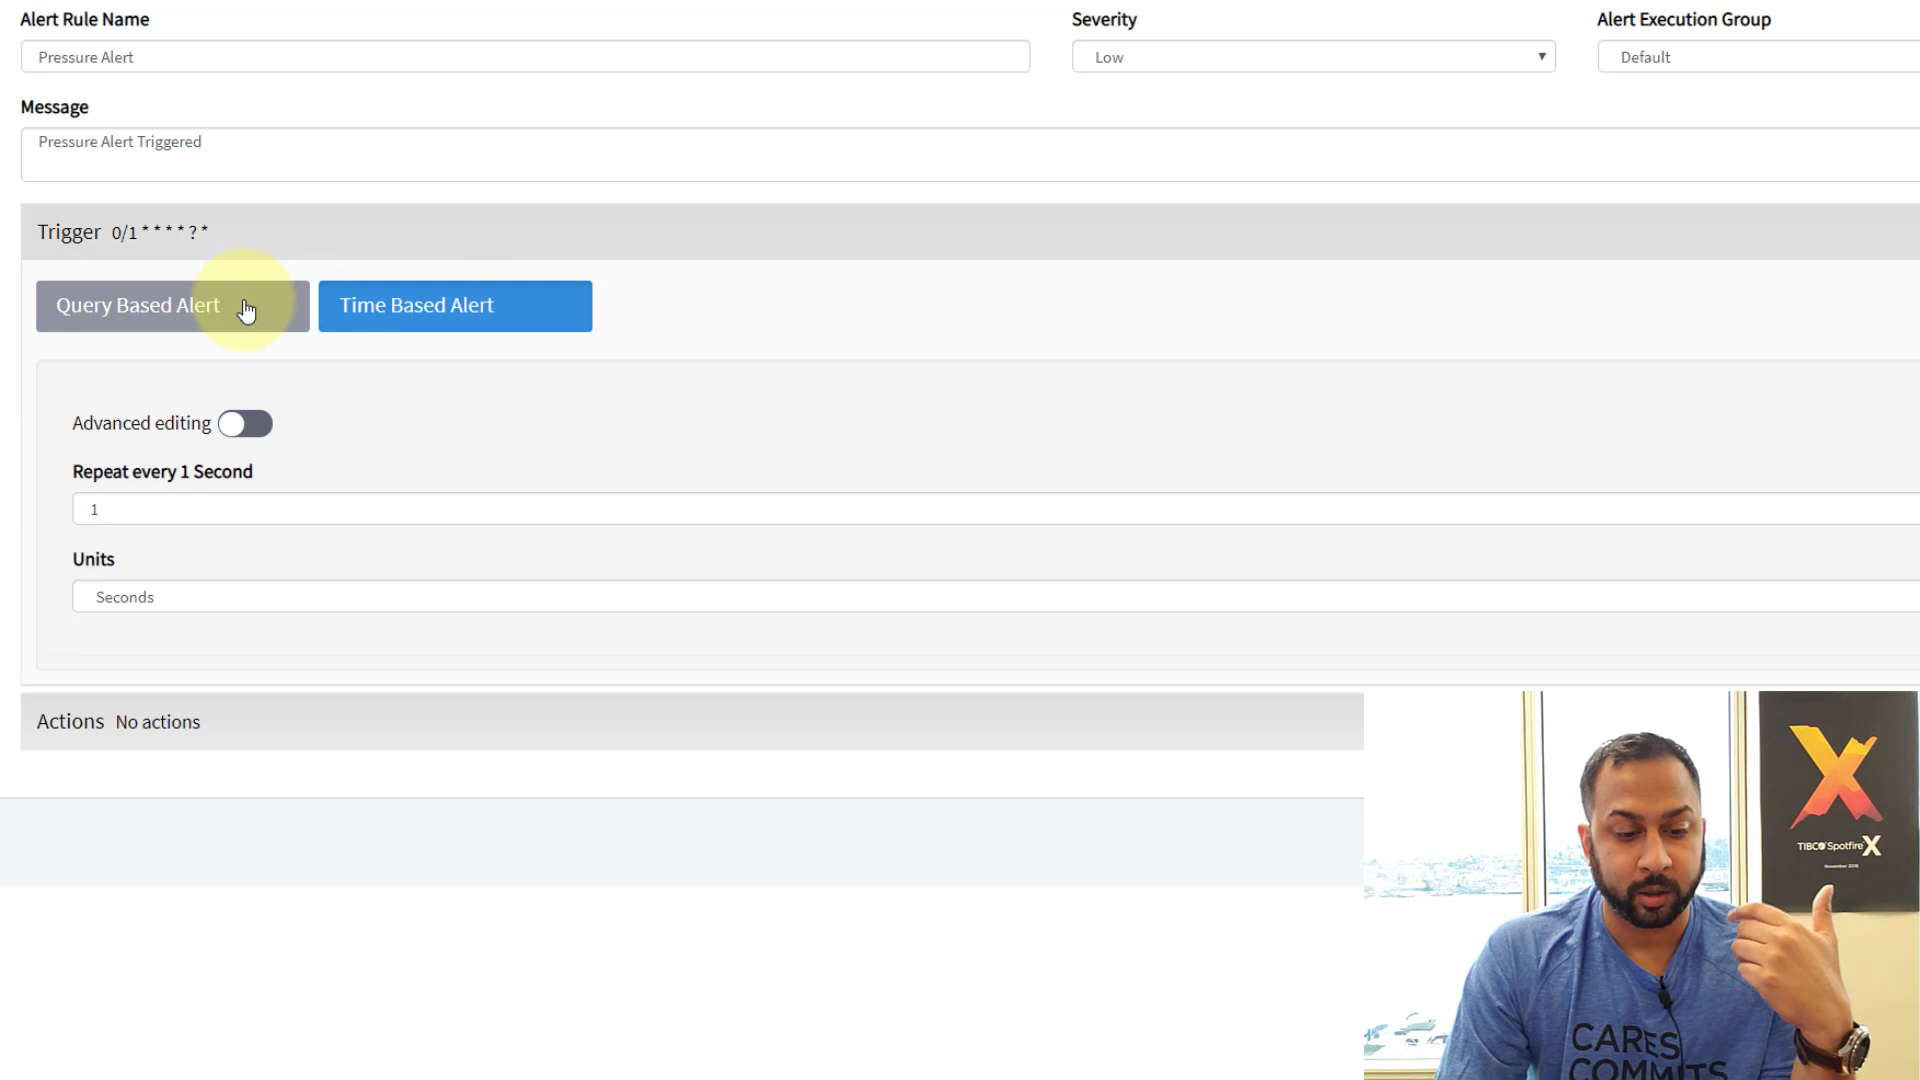 Alert Rule Name
Severity
Alert Execution Group
Pressure Alert
Low
Default
Message
Pressure Alert Triggered
Trigger 0/1 * * * * ? *
Query Based Alert
Time Based Alert
Advanced editing
Repeat every 1 Second
1
Units
Seconds
Actions No actions
TIBCO Spotfire X
November 2018
CARES
COMMITS